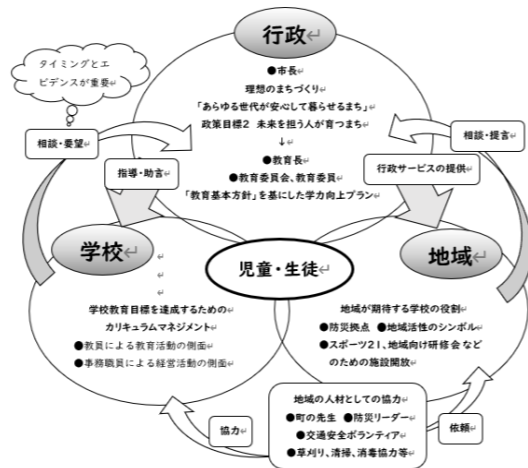 行政↵
タイミングとエ
ビデンスが重要↵
●市長↵
理想のまちづくり↵
「あらゆる世代が安心して暮らせるまち」↵
政策目標2 未来を担う人が育つまち↵
↓↵
●教育長↵
●教育委員会、教育委員↵
「教育基本方針」を基にした学力向上プラン↵
相談・要望↵
相談・提言↵
指導・助言↵
行政サービスの提供↵
学校↵
児童・生徒↵
地域↵
学校教育目標を達成するための↵
カリキュラムマネジメント↵
●教員による教育活動の側面↵
●事務職員による経営活動の側面↵
地域が期待する学校の役割↵
●防災拠点 ●地域活性のシンボル↵
●スポーツ21、地域向け研修会など
のための施設開放↵
地域の人材としての協力↵
●町の先生 ●防災リーダー↵
●交通安全ボランティア↵
●草刈り、清掃、消毒協力等↵
協力↵
依頼↵